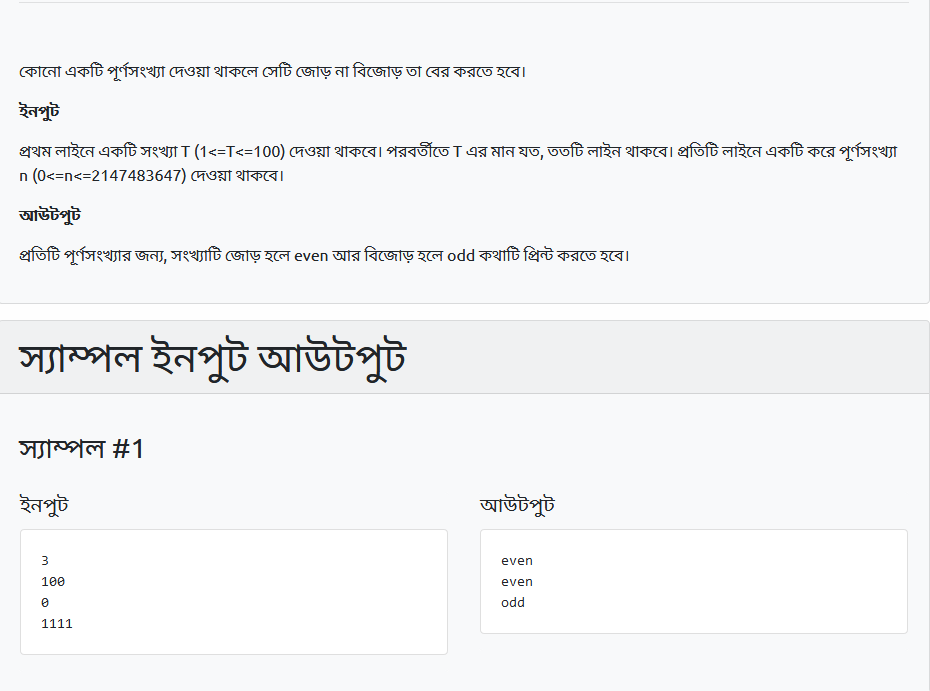 কোনো একটি পূর্ণসংখ্যা দেওয়া থাকলে সেটি জোড় না বিজোড় তা বের করতে হবে।
ইনপুট
প্রথম লাইনে একটি সংখ্যা T (1<=T<=100) দেওয়া থাকবে। পরবর্তীতে T এর মান যত, ততটি লাইন থাকবে। প্রতিটি লাইনে একটি করে পূর্ণসংখ্যা
n (0<=n<=2147483647) দেওয়া থাকবে।
আউটপুট
প্রতিটি পূর্ণসংখ্যার জন্য, সংখ্যাটি জোড় হলে even আর বিজোড় হলে odd কথাটি প্রিন্ট করতে হবে।
স্যাম্পল ইনপুট আউটপুট
স্যাম্পল #1
ইনপুট
3
100
0
1111
আউটপুট
even
even
odd